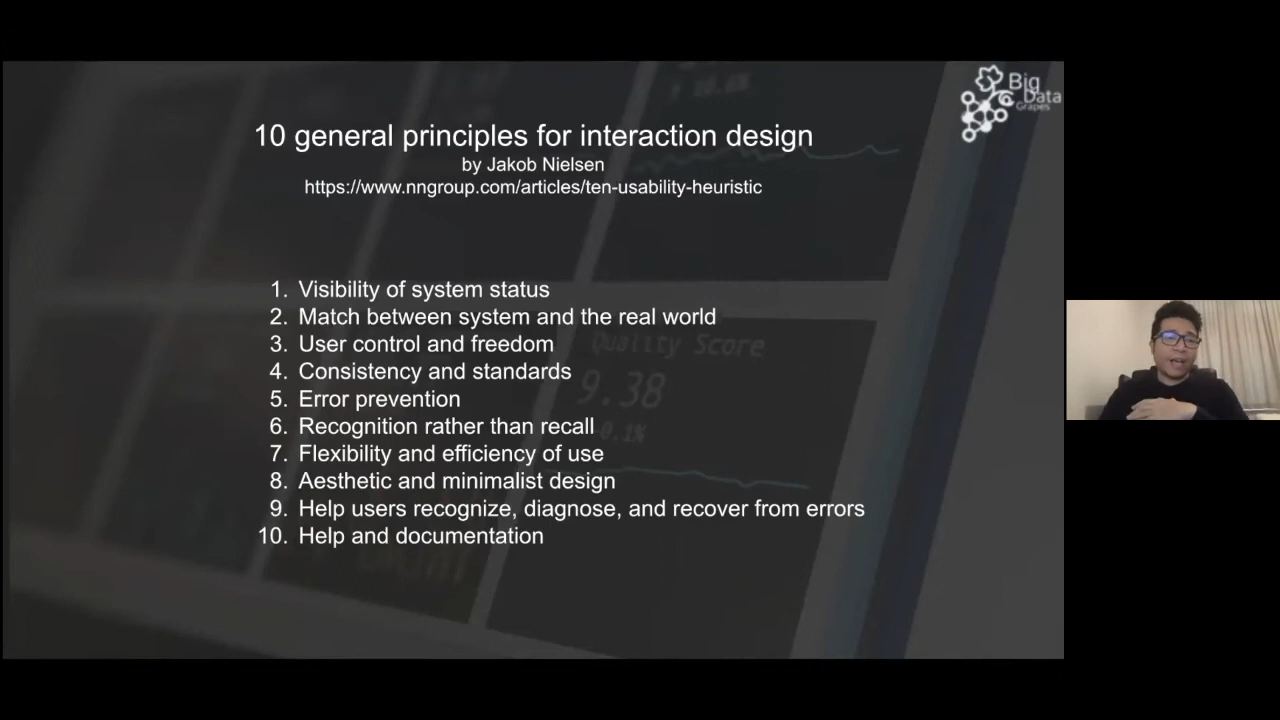 Big
Data
Grapes
10 general principles for interaction design
by Jakob Nielsen
https://www.nngroup.com/articles/ten-usability-heuristic
1. Visibility of system status
2. Match between system and the real world
3. User control and freedom
4. Consistency and standards
5. Error prevention
6. Recognition rather than recall
7. Flexibility and efficiency of use
8. Aesthetic and minimalist design
9. Help users recognize, diagnose, and recover from errors
10. Help and documentation
Quality Score
9.38
0.1%